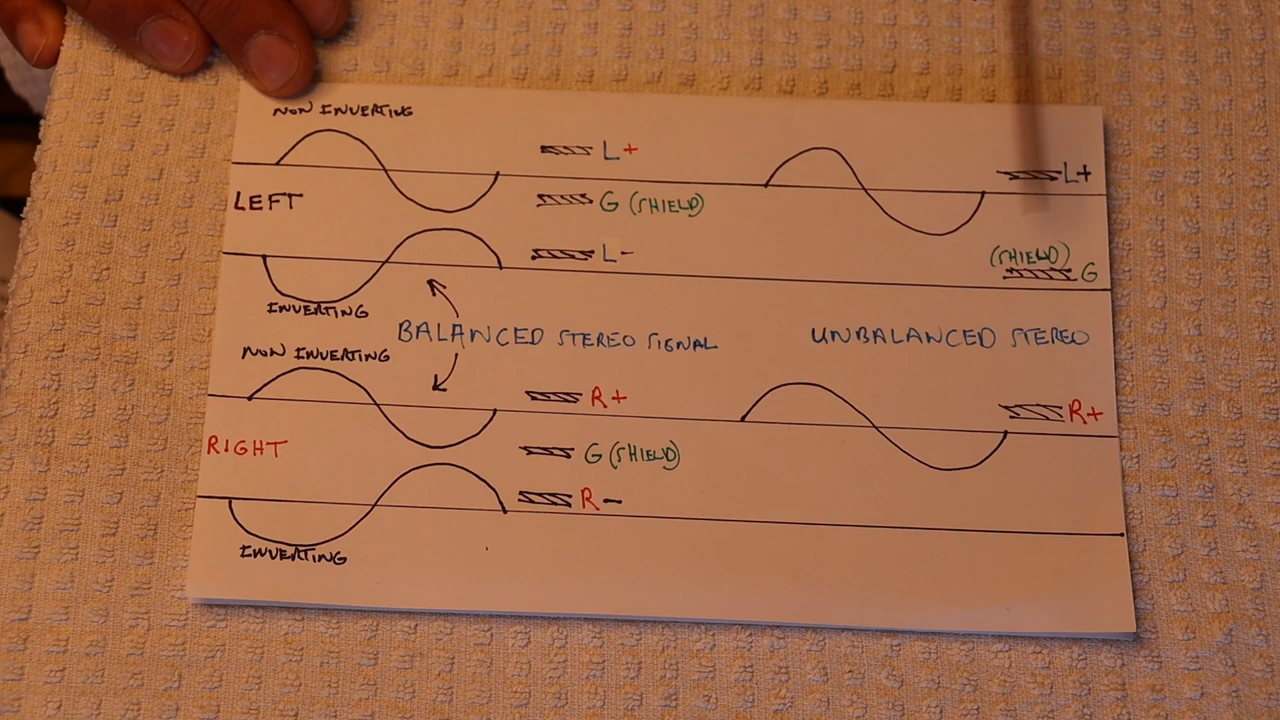 NON INVERTING
L+
L+
LEFT
G (SHIELD)
L-
(SHIELD)
G
INVERTING
BALANCED STEREO SIGNAL
UNBALANCED STEREO
NON INVERTING
R+
R+
RIGHT
G (SHIELD)
R-
INVERTING